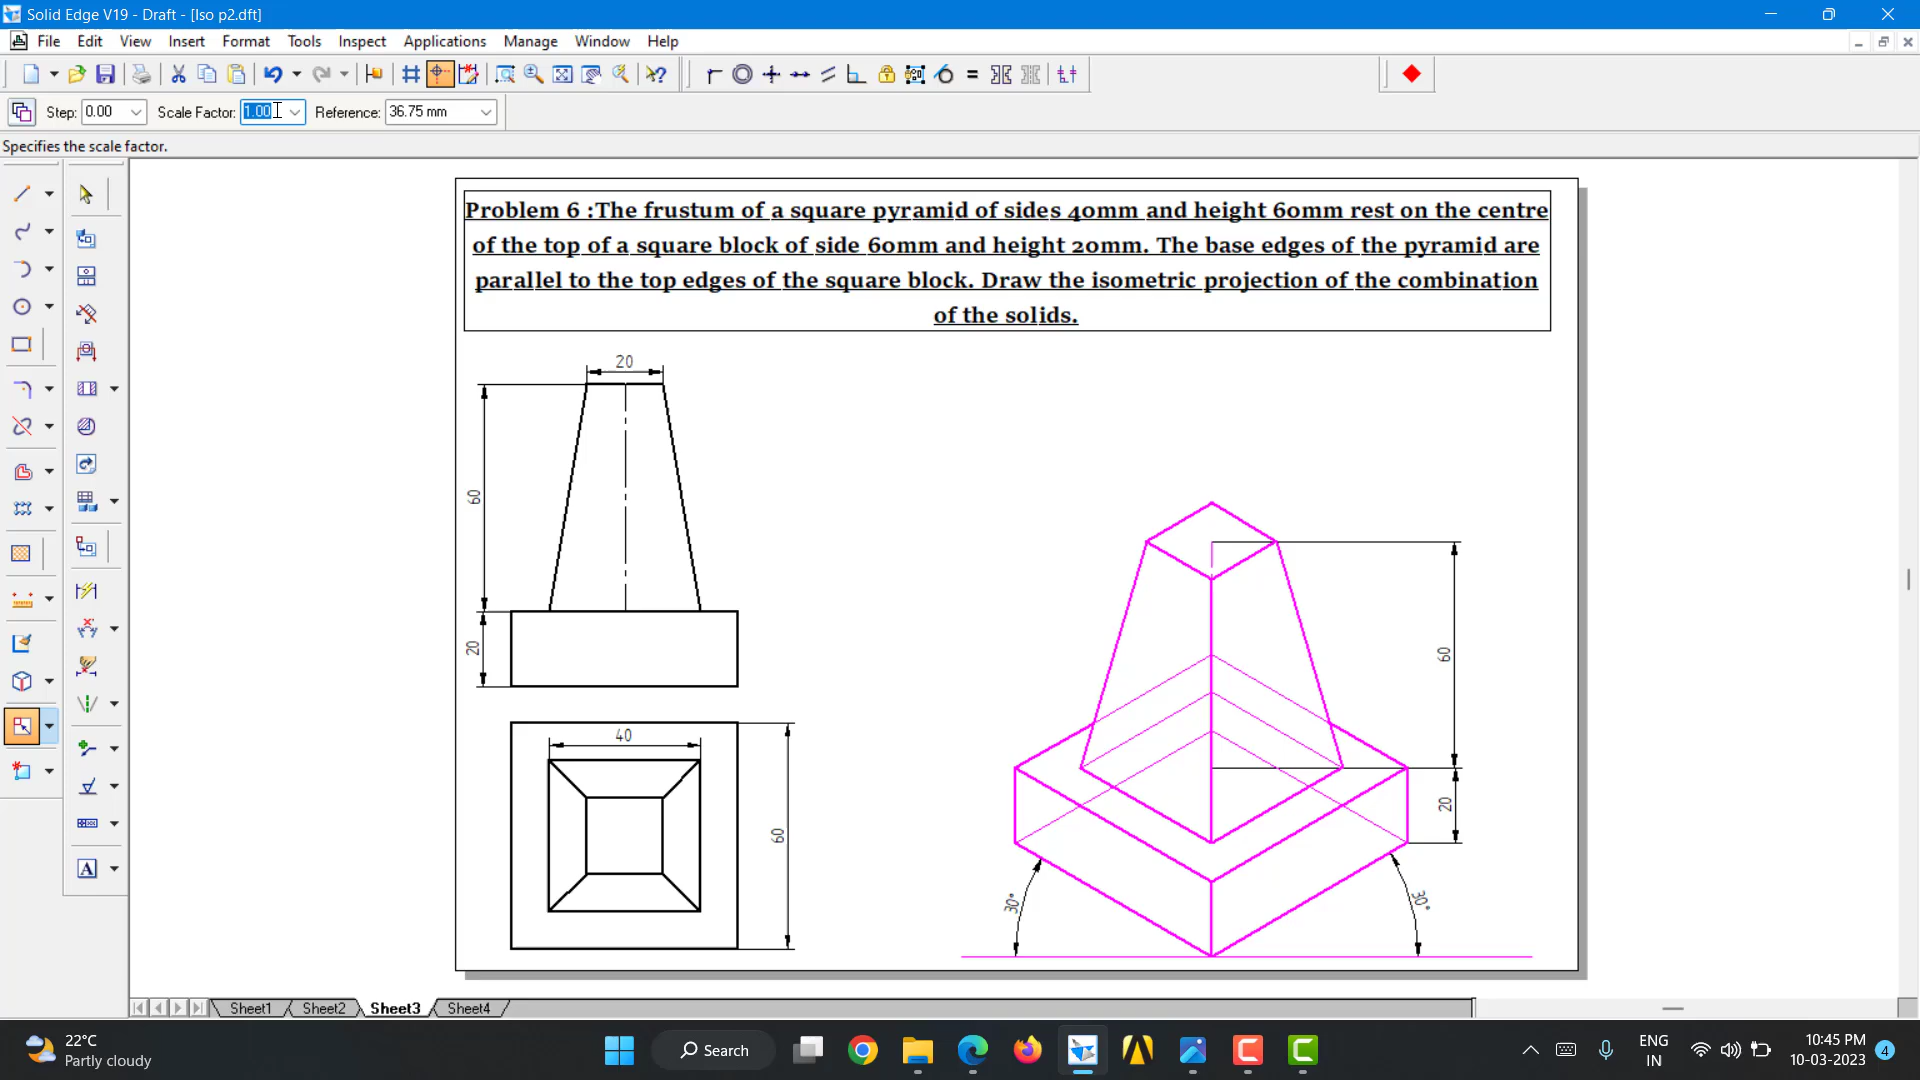 Solid Edge V19 - Draft - [Iso p2.dft]
File Edit View Insert Format Tools Inspect Applications Manage Window Help
Step: 0.00 Scale Factor: 1.00 Reference: 36.75 mm
Specifies the scale factor.
Problem 6 :The frustum of a square pyramid of sides 40mm and height 60mm rest on the centre
of the top of a square block of side 60mm and height 20mm. The base edges of the pyramid are
parallel to the top edges of the square block. Draw the isometric projection of the combination
of the solids.
20
60
20
40
60
60
20
30°
30°
A
Sheet1 Sheet2 Sheet3 Sheet4
22°C
Partly cloudy
Search
ENG
IN
10:45 PM
10-03-2023
4